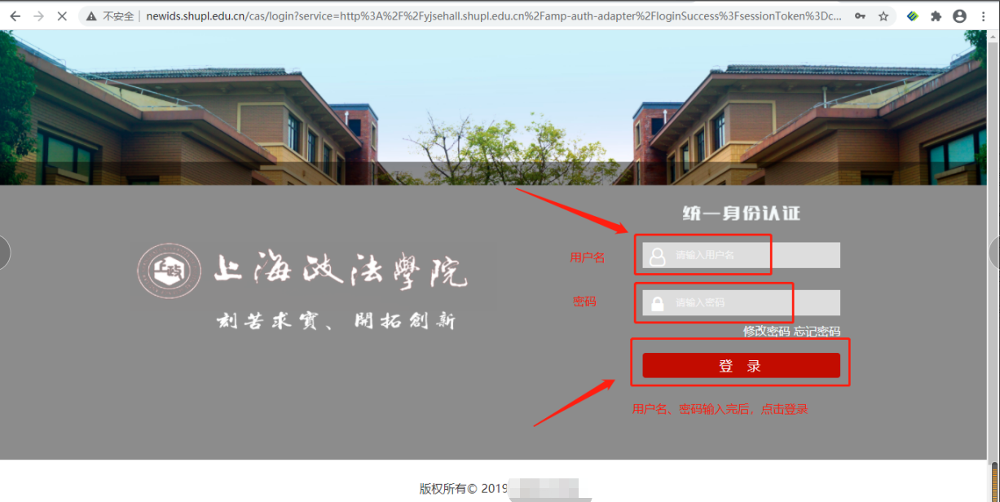 不安全 | newids.shupl.edu.cn/cas/login?service=http%3A%2F%2Fyjsehall.shupl.edu.cn%2Famp-auth-adapter%2FloginSuccess%3FsessionToken%3Dc...
统一身份认证
用户名
请输入用户名
上政
上海政法學院
密码
请输入密码
刻苦求實、開拓創新
修改密码 忘记密码
登 录
用户名、密码输入完后，点击登录
版权所有© 2019